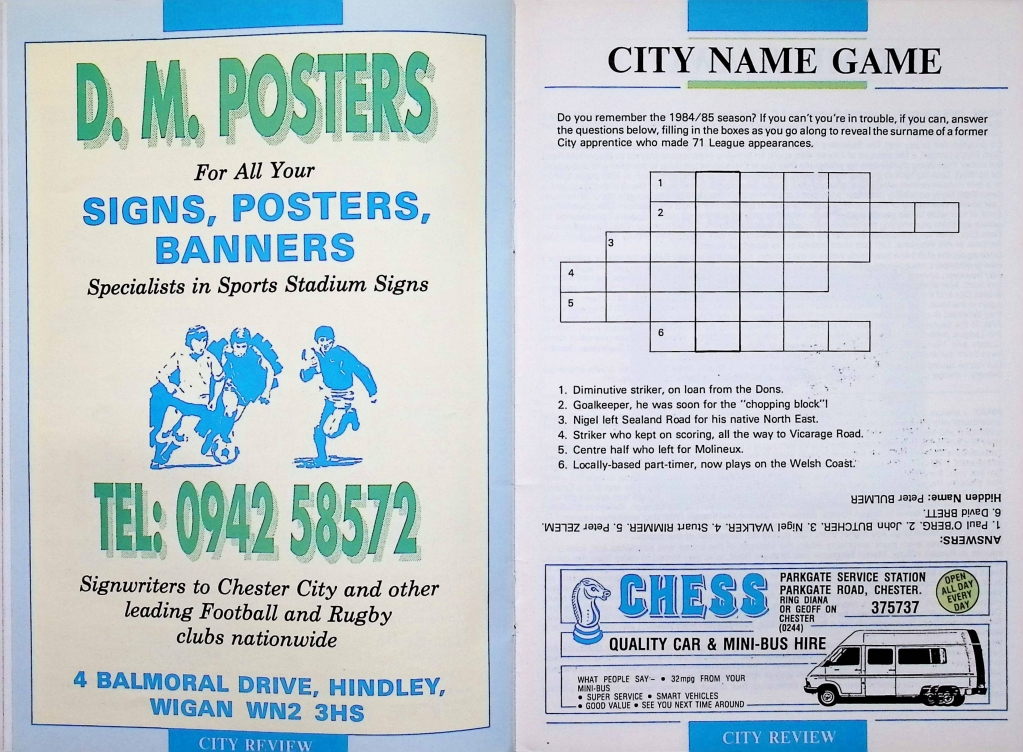 D. M. POSTERS
For All Your
SIGNS, POSTERS,
BANNERS
Specialists in Sports Stadium Signs
TEL: 0942 58572
Signwriters to Chester City and other
leading Football and Rugby
clubs nationwide
4 BALMORAL DRIVE, HINDLEY,
WIGAN WN2 3HS
CITY REVIEW
CITY NAME GAME
Do you remember the 1984/85 season? If you can't you're in trouble, if you can, answer
the questions below, filling in the boxes as you go along to reveal the surname of a former
City apprentice who made 71 League appearances.
1
2
3
4
5
6
1. Diminutive striker, on loan from the Dons.
2. Goalkeeper, he was soon for the "chopping block"!
3. Nigel left Sealand Road for his native North East.
4. Striker who kept on scoring, all the way to Vicarage Road.
5. Centre half who left for Molineux.
6. Locally-based part-timer, now plays on the Welsh Coast.
ANSWERS:
1. Paul O'BERG. 2. John BUTCHER. 3. Nigel WALKER. 4. Stuart RIMMER. 5. Peter ZELEM.
6. David BRETT.
Hidden Name: Peter BULMER
CHESS
PARKGATE SERVICE STATION
PARKGATE ROAD, CHESTER.
RING DIANA
OR GEOFF ON
CHESTER
(0244)
375737
OPEN
ALL DAY
EVERY
DAY
QUALITY CAR & MINI-BUS HIRE
WHAT PEOPLE SAY – • 32mpg FROM YOUR
MINI-BUS
• SUPER SERVICE • SMART VEHICLES
• GOOD VALUE • SEE YOU NEXT TIME AROUND
CITY REVIEW